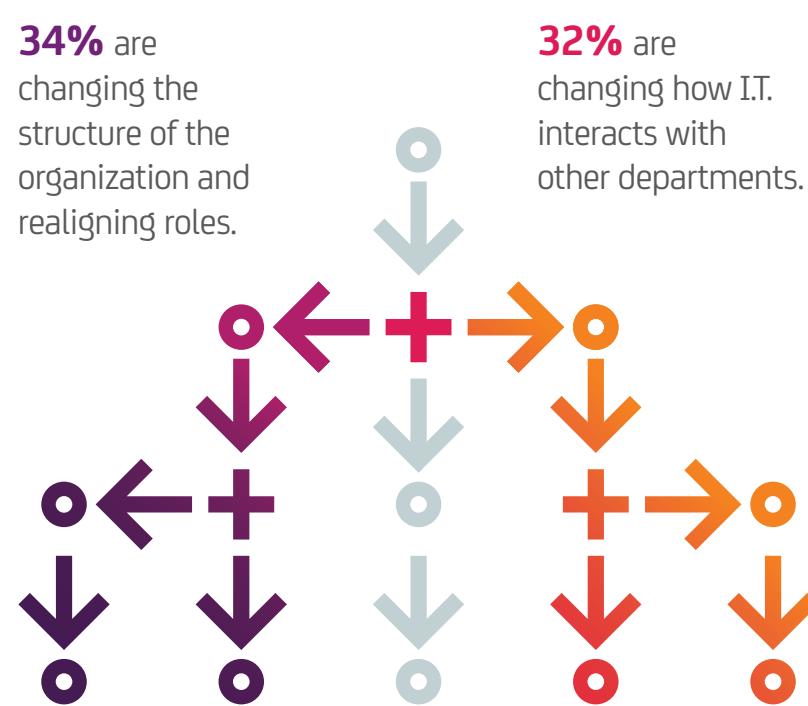 34% are
changing the
structure of the
organization and
realigning roles.
32% are
changing how I.T.
interacts with
other departments.